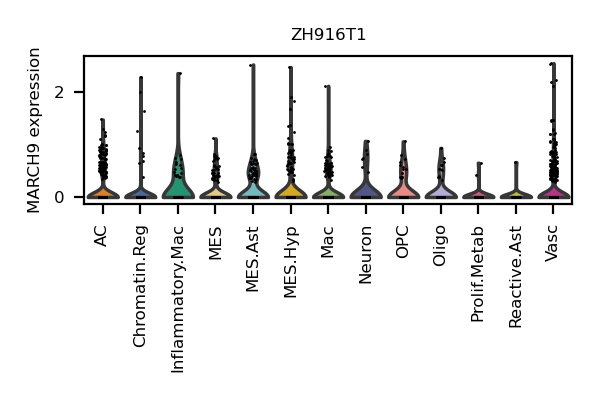 ZH916T1
MARCH9 expression
2
0
AC
Chromatin.Reg
Inflammatory.Mac
MES
MES.Ast
MES.Hyp
Mac
Neuron
OPC
Oligo
Prolif.Metab
Reactive.Ast
Vasc